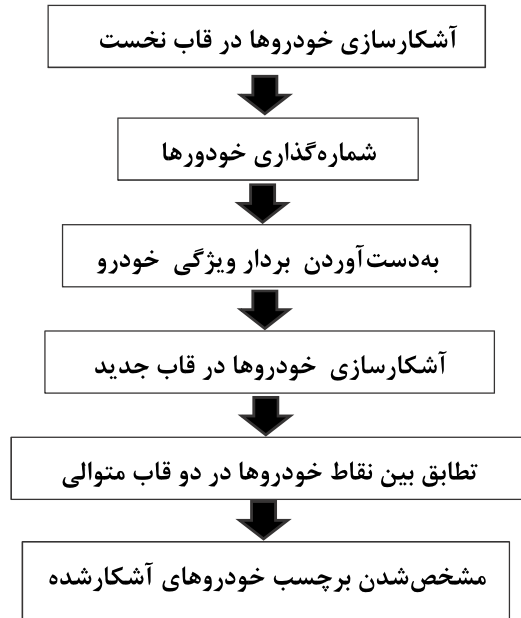 آشکارسازی خودروها در قاب نخست
شماره‌گذاری خودورها
به‌دست‌آوردن بردار ویژگی خودرو
آشکارسازی خودروها در قاب جدید
تطابق بین نقاط خودروها در دو قاب متوالی
مشخص‌شدن برچسب خودروهای آشکارشده